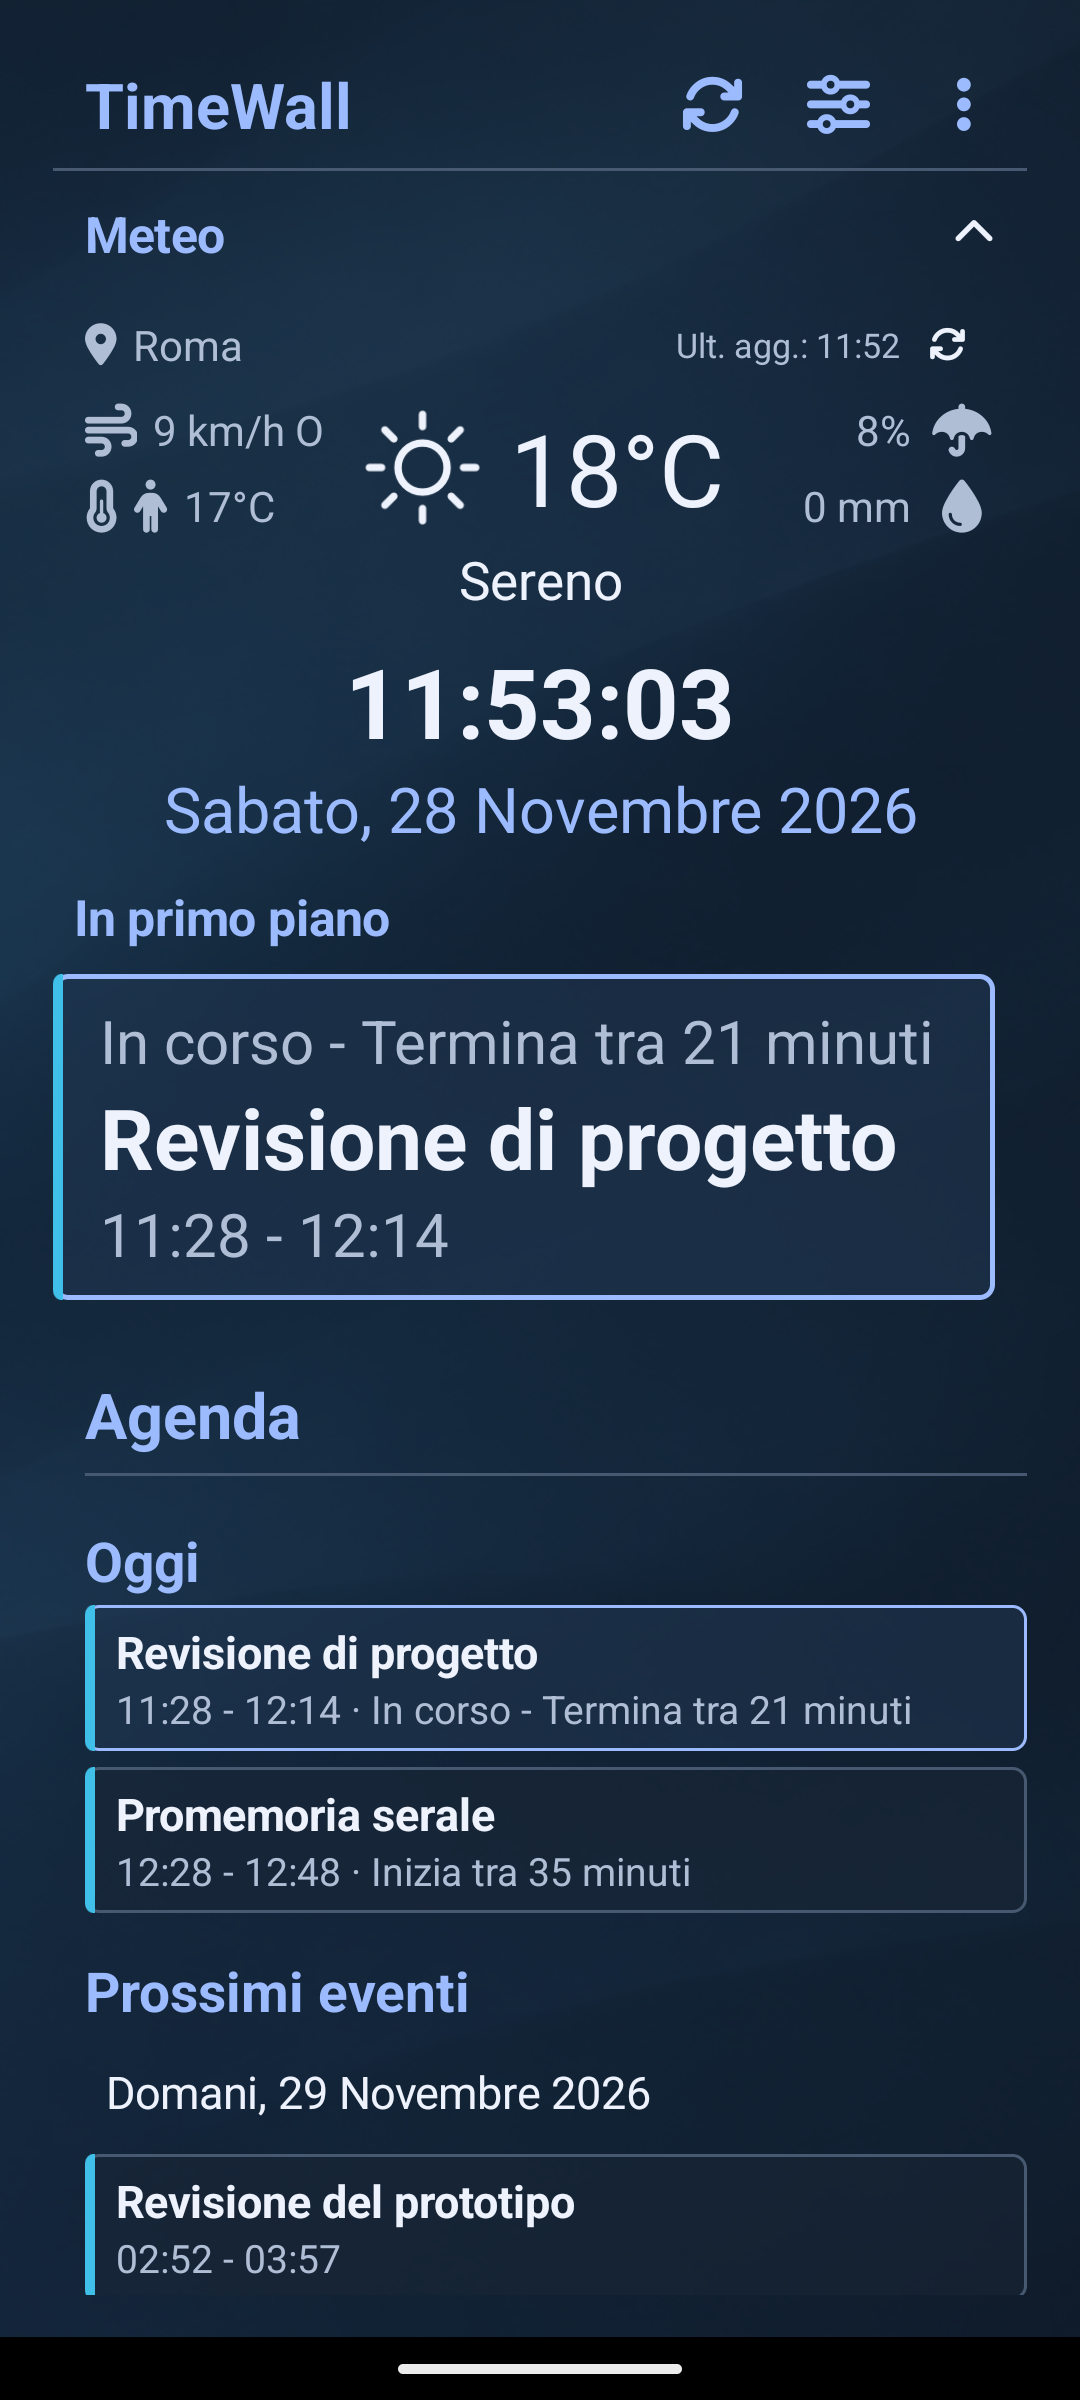 TimeWall
Meteo
Roma
Ult. agg.: 11:52
9 km/h O
17°C
18°C
8%
0 mm
Sereno
11:53:03
Sabato, 28 Novembre 2026
In primo piano
In corso - Termina tra 21 minuti
Revisione di progetto
11:28 - 12:14
Agenda
Oggi
Revisione di progetto
11:28 - 12:14 · In corso - Termina tra 21 minuti
Promemoria serale
12:28 - 12:48 · Inizia tra 35 minuti
Prossimi eventi
Domani, 29 Novembre 2026
Revisione del prototipo
02:52 - 03:57